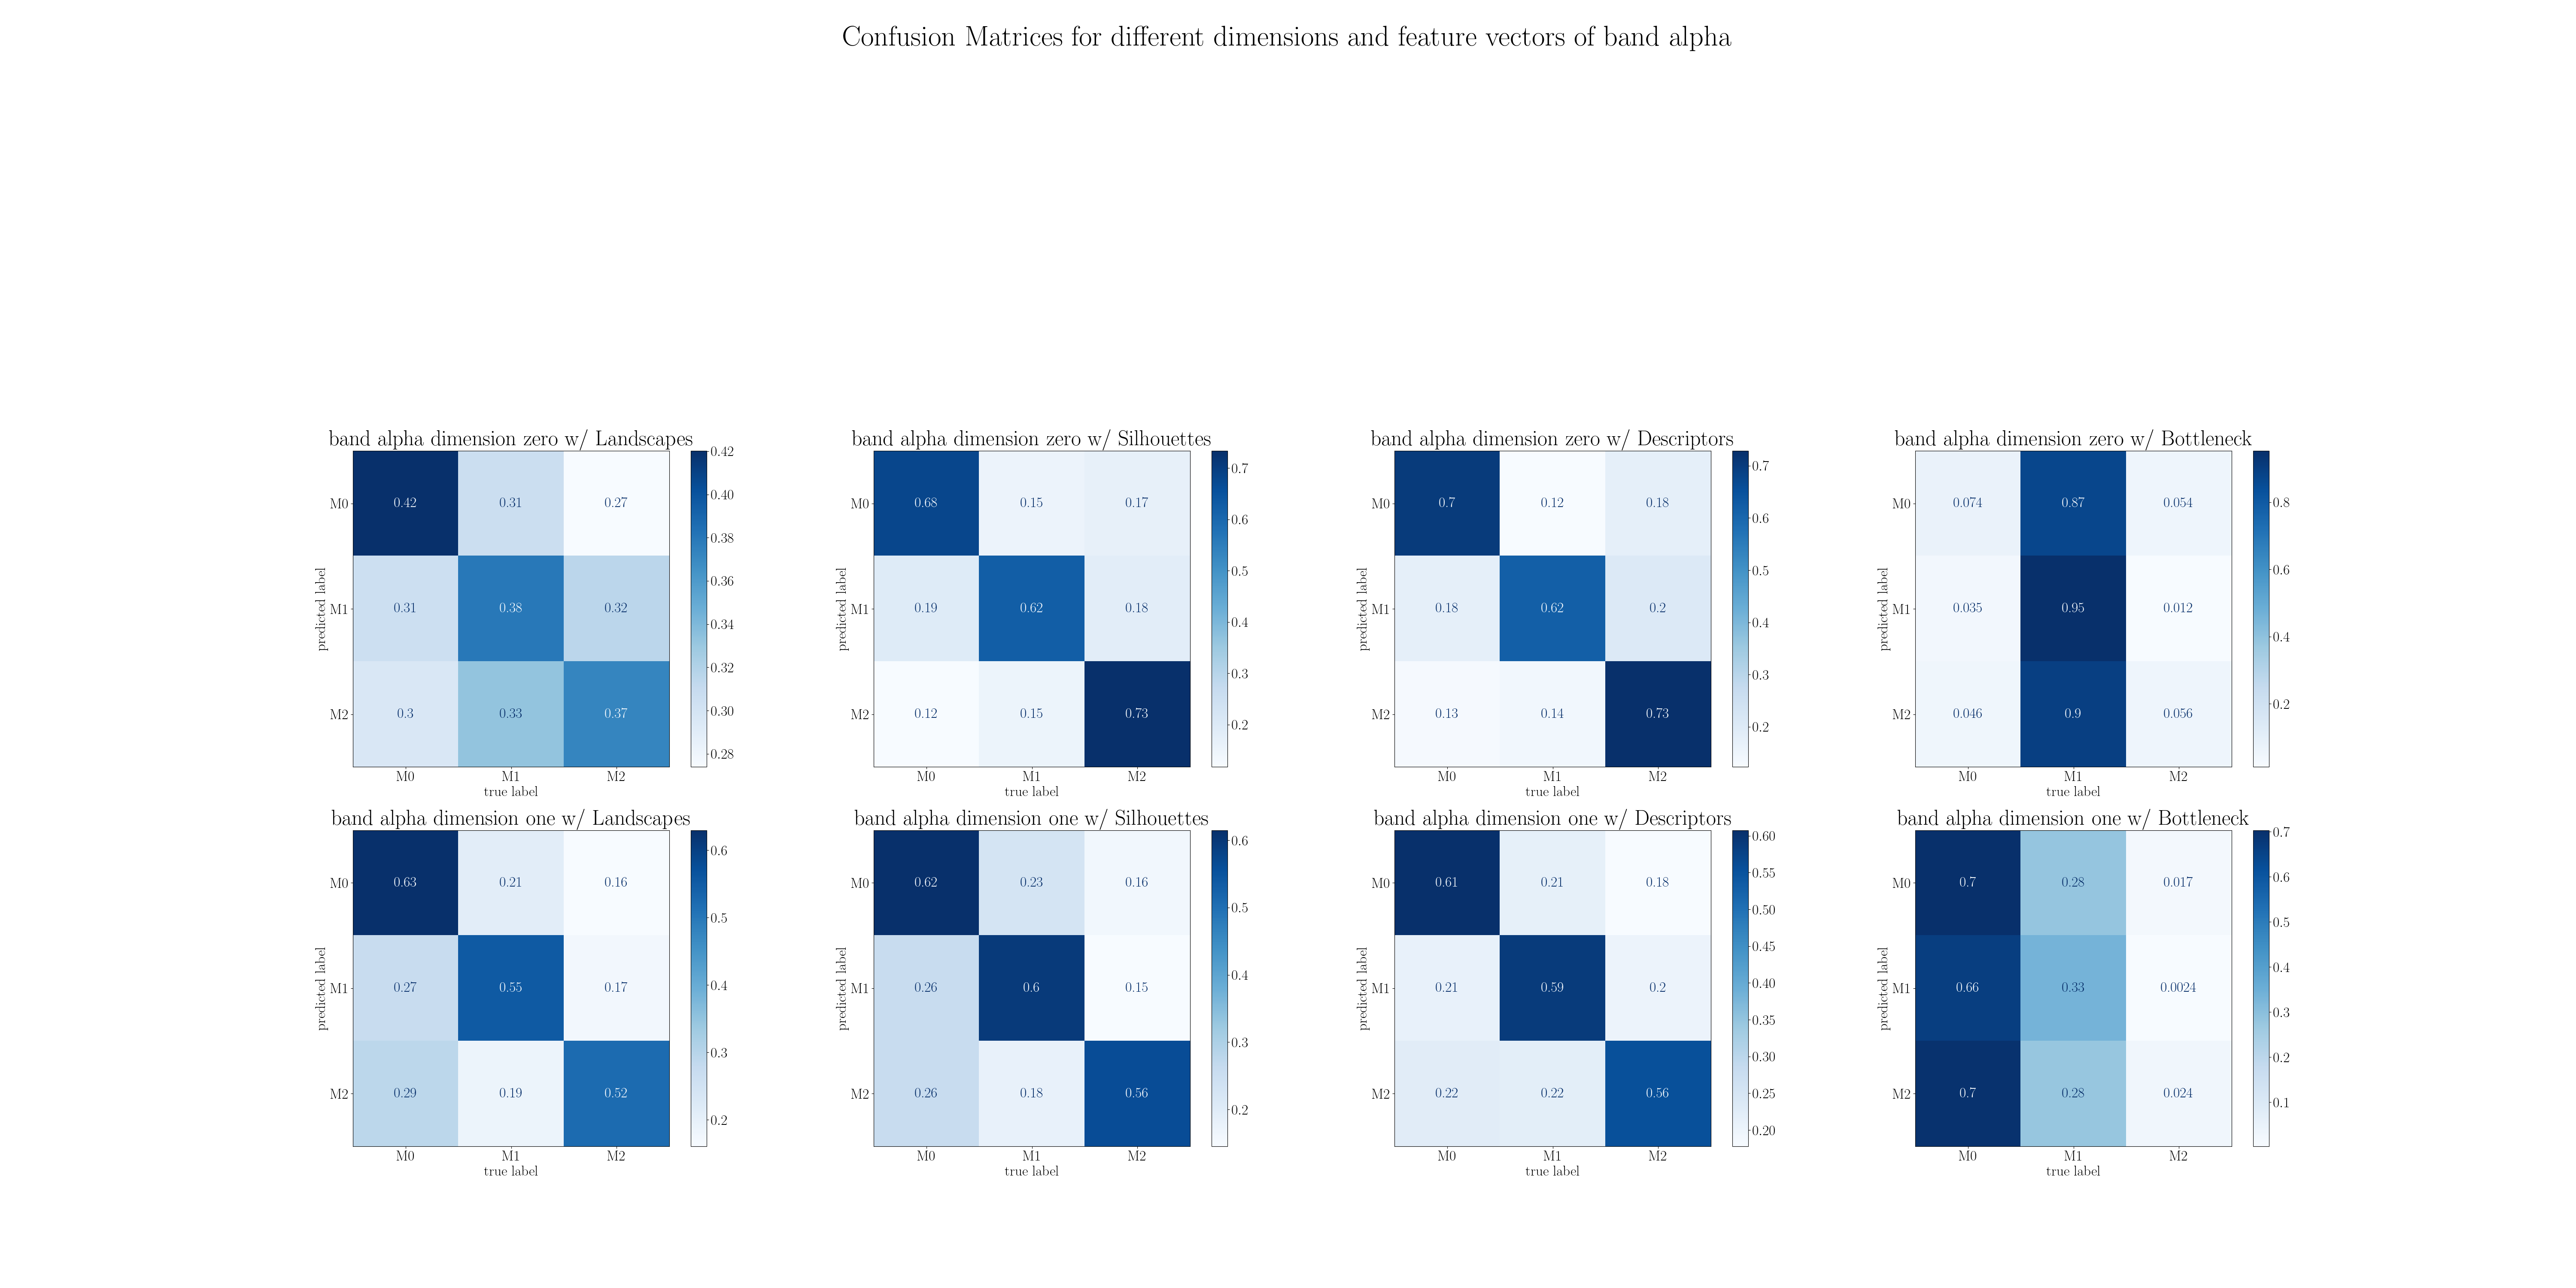 Confusion Matrices for different dimensions and feature vectors of band alpha
band alpha dimension zero w/ Landscapes
predicted label
M0
0.42
0.31
0.27
M1
0.31
0.38
0.32
M2
0.3
0.33
0.37
M0
M1
M2
true label
0.42
0.40
0.38
0.36
0.34
0.32
0.30
0.28
band alpha dimension zero w/ Silhouettes
predicted label
M0
0.68
0.15
0.17
M1
0.19
0.62
0.18
M2
0.12
0.15
0.73
M0
M1
M2
true label
0.7
0.6
0.5
0.4
0.3
0.2
band alpha dimension zero w/ Descriptors
predicted label
M0
0.7
0.12
0.18
M1
0.18
0.62
0.2
M2
0.13
0.14
0.73
M0
M1
M2
true label
0.7
0.6
0.5
0.4
0.3
0.2
band alpha dimension zero w/ Bottleneck
predicted label
M0
0.074
0.87
0.054
M1
0.035
0.95
0.012
M2
0.046
0.9
0.056
M0
M1
M2
true label
0.8
0.6
0.4
0.2
band alpha dimension one w/ Landscapes
predicted label
M0
0.63
0.21
0.16
M1
0.27
0.55
0.17
M2
0.29
0.19
0.52
M0
M1
M2
true label
0.6
0.5
0.4
0.3
0.2
band alpha dimension one w/ Silhouettes
predicted label
M0
0.62
0.23
0.16
M1
0.26
0.6
0.15
M2
0.26
0.18
0.56
M0
M1
M2
true label
0.6
0.5
0.4
0.3
0.2
band alpha dimension one w/ Descriptors
predicted label
M0
0.61
0.21
0.18
M1
0.21
0.59
0.2
M2
0.22
0.22
0.56
M0
M1
M2
true label
0.60
0.55
0.50
0.45
0.40
0.35
0.30
0.25
0.20
band alpha dimension one w/ Bottleneck
predicted label
M0
0.7
0.28
0.017
M1
0.66
0.33
0.0024
M2
0.7
0.28
0.024
M0
M1
M2
true label
0.7
0.6
0.5
0.4
0.3
0.2
0.1